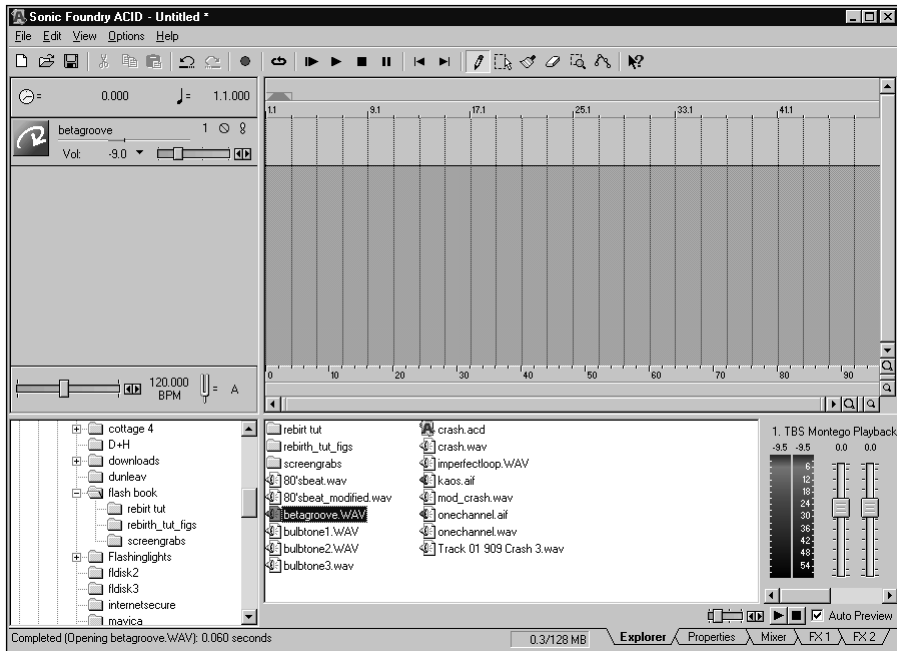 Sonic Foundry ACID - Untitled *
File Edit View Options Help
= 0.000 = 1.1.000
1.1 9.1 17.1 25.1 33.1 41.1
betagroove 1
Vol: -9.0
0 10 20 30 40 50 60 70 80 90
120.000
BPM = A
cottage 4
D+H
downloads
dunleav
flash book
rebirt tut
rebirth_tut_figs
screengrabs
Flashinglights
fldisk2
fldisk3
internetsecure
mavica
rebirt tut
rebirth_tut_figs
screengrabs
80'sbeat.wav
80'sbeat_modified.wav
betagroove.WAV
bulbtone1.WAV
bulbtone2.WAV
bulbtone3.wav
crash.acd
crash.wav
imperfectloop.WAV
kaos.aif
mod_crash.wav
onechannel.aif
onechannel.wav
Track 01 909 Crash 3.wav
1. TBS Montego Playback
-9.5 -9.5 0.0 0.0
6
12
18
24
30
36
42
48
54
Auto Preview
Completed (Opening betagroove.WAV): 0.060 seconds
0.3/128 MB
Explorer Properties Mixer FX 1 FX 2